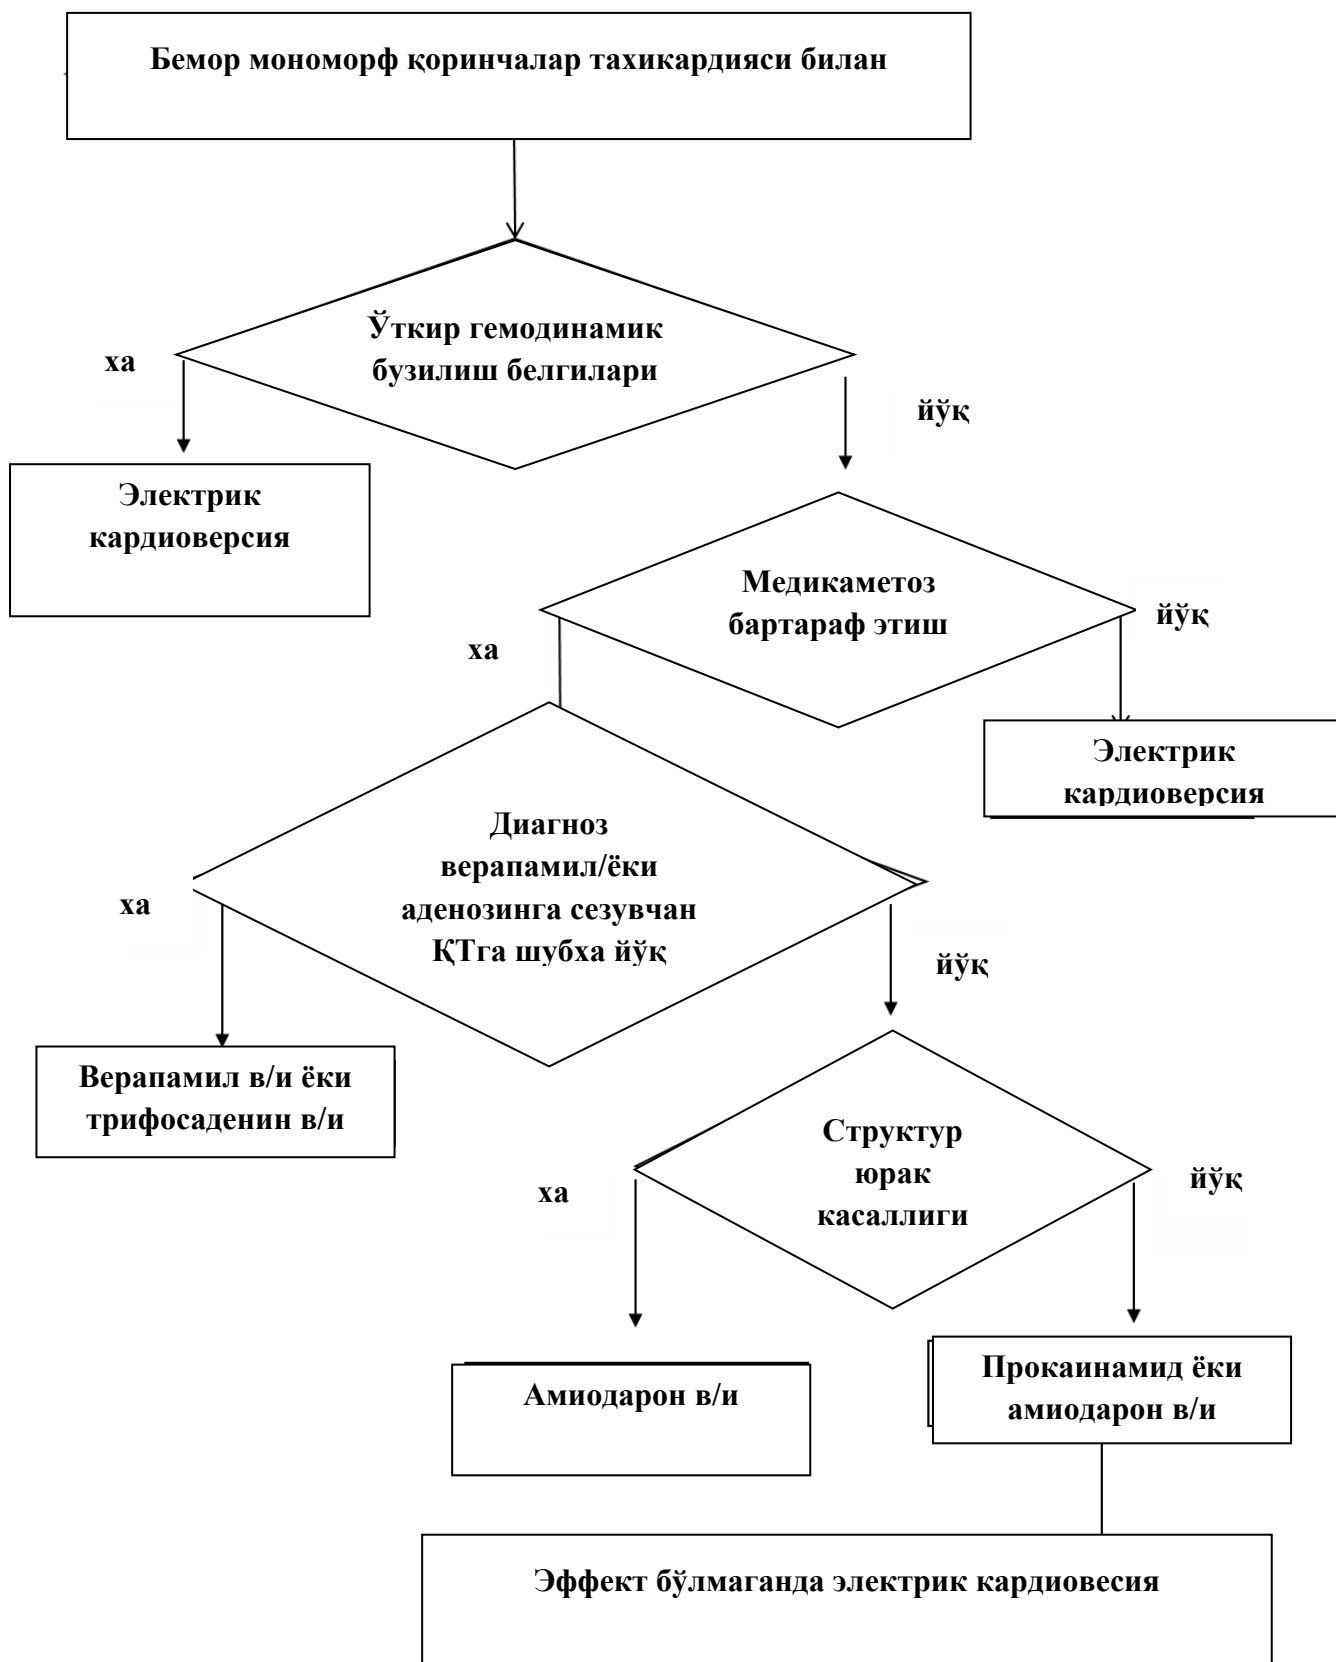 Бемор мономорф қоринчалар тахикардияси билан
Ўткир гемодинамик
бузилиш белгилари
ха
йўқ
Электрик
кардиоверсия
Медикаметоз
бартараф этиш
ха
йўқ
Электрик
кардиоверсия
Диагноз
верапамил/ёки
аденозинга сезувчан
ҚТга шубха йўқ
ха
йўқ
Верапамил в/и ёки
трифосаденин в/и
Структур
юрак
касаллиги
ха
йўқ
Амиодарон в/и
Прокаинамид ёки
амиодарон в/и
Эффект бўлмаганда электрик кардиовесия